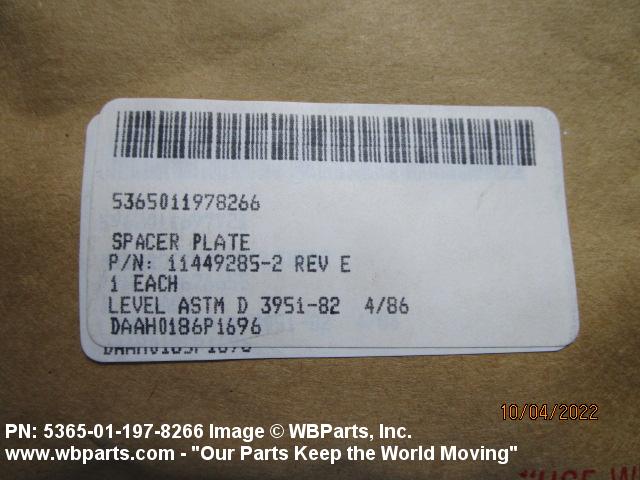 5365011978266
SPACER PLATE
P/N: 11449285-2 REV E
1 EACH
LEVEL ASTM D 3951-82 4/86
DAAH0186P1696
10/04/2022
PN: 5365-01-197-8266 Image © WBParts, Inc.
www.wbparts.com - "Our Parts Keep the World Moving"